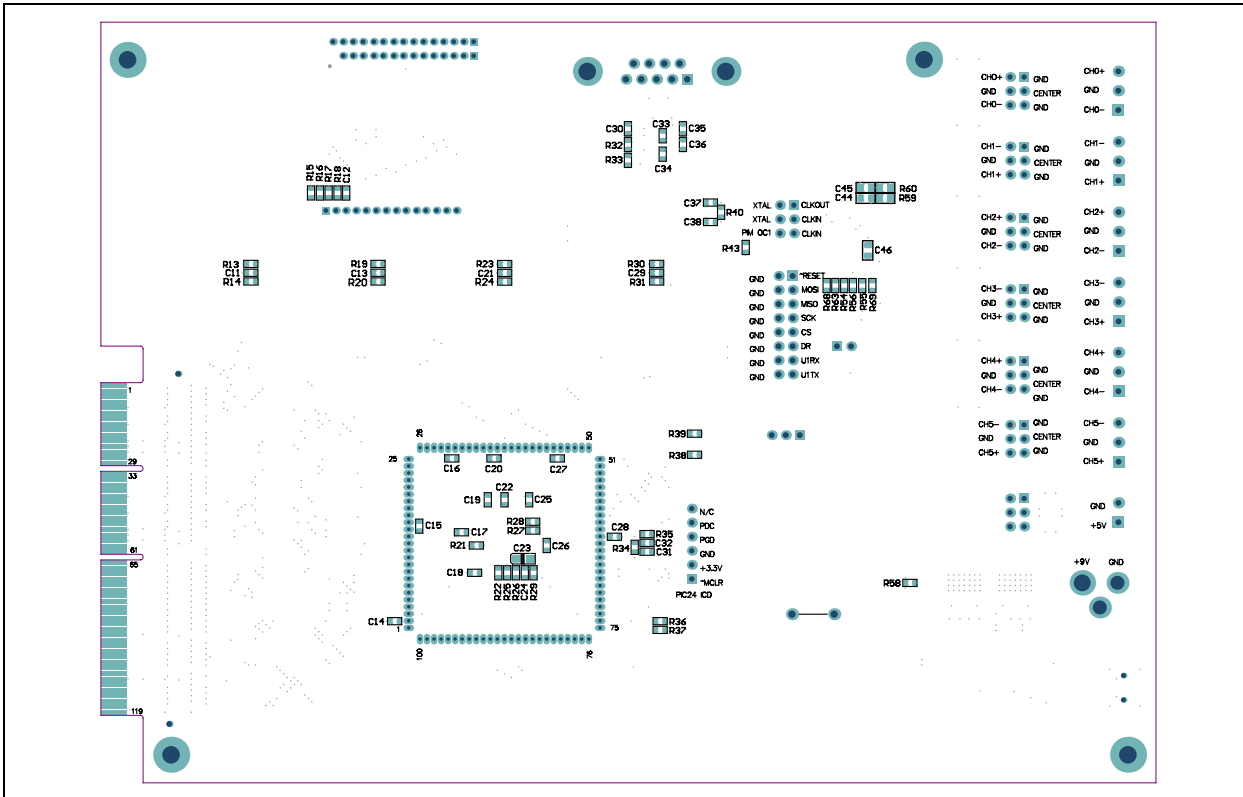 CH0+ GND CH0+
GND CENTER GND
CH0- GND CH0-
C30 C33 C35
R32 C36
R33 C34
CH1- GND CH1-
GND CENTER GND
CH1+ GND CH1+
R15
R16
R17
R18
C12
C45 R60
C44 R59
C37 XTAL CLKOUT
R40
C38 XTAL CLKIN
PIM OC1 CLKIN
CH2+ GND CH2+
GND CENTER GND
CH2- GND CH2-
R43 C46
R13 R19 R23 R30
C11 C13 C21 C29
R14 R20 R24 R31
GND ~RESET
GND MOSI
GND MISO
GND SCK
GND CS
GND DR
GND U1RX
GND U1TX
R68
R63
R54
R56
R55
R69
CH3- GND CH3-
GND CENTER GND
CH3+ GND CH3+
CH4+ GND CH4+
GND CENTER GND
CH4- GND CH4-
1
29
33
61
65
119
CH5- GND CH5-
GND CENTER GND
CH5+ CH5+
GND
26 50
25 51
C16 C20 C27
R39
R38
C22
C19 C25
C15 C17 R28
R27
R21 C26
C23
C18
R22
R25
R26
C24
R29
C14 1 75
100 76
C28 R35
R34 C32
C31
R36
R37
N/C
PDC
PGD
GND
+3.3V
~MCLR
PIC24 ICD
GND
+5V
+9V GND
R58